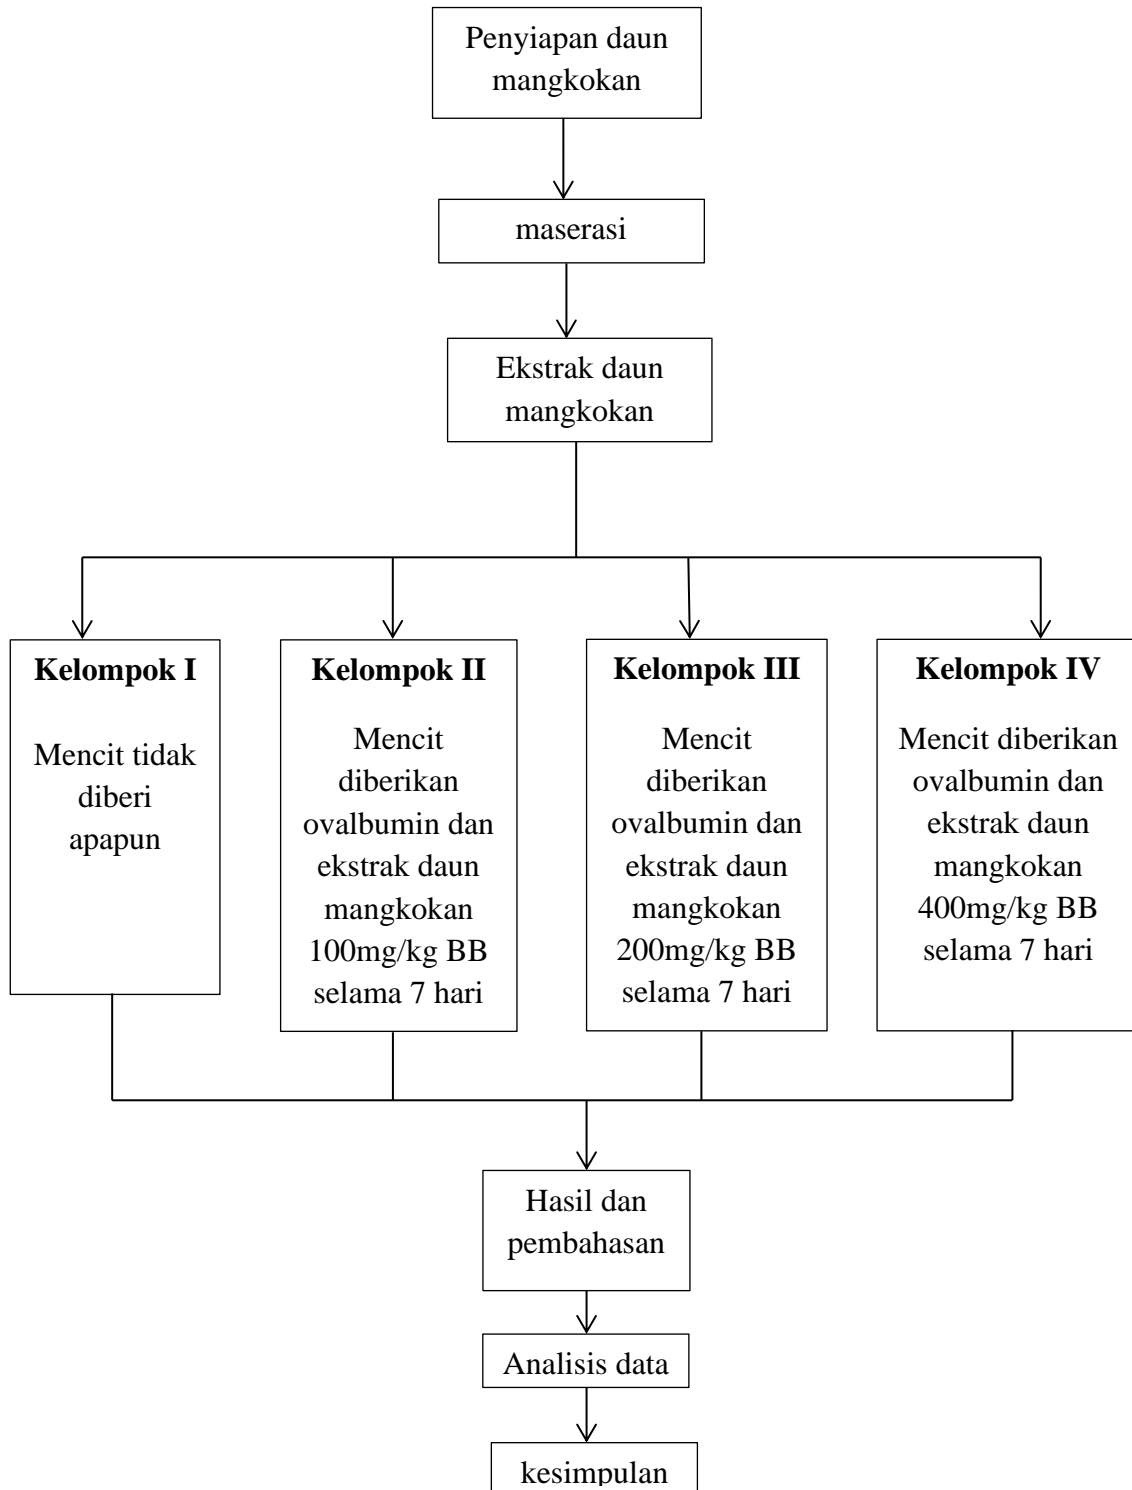 Penyiapan daun
mangkokan
maserasi
Ekstrak daun
mangkokan
Kelompok I
Mencit tidak
diberi
apapun
Kelompok II
Mencit
diberikan
ovalbumin dan
ekstrak daun
mangkokan
100mg/kg BB
selama 7 hari
Kelompok III
Mencit
diberikan
ovalbumin dan
ekstrak daun
mangkokan
200mg/kg BB
selama 7 hari
Kelompok IV
Mencit diberikan
ovalbumin dan
ekstrak daun
mangkokan
400mg/kg BB
selama 7 hari
Hasil dan
pembahasan
Analisis data
kesimpulan